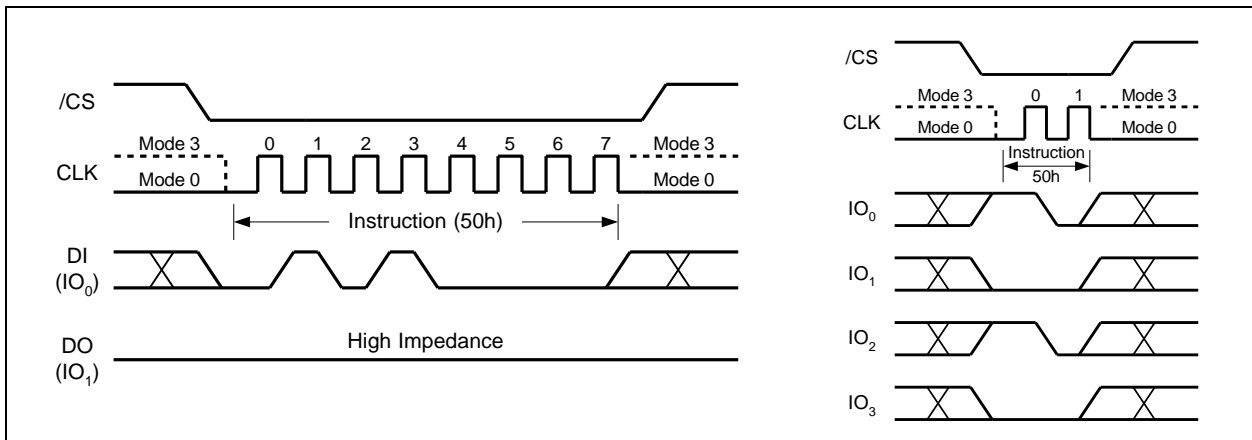 /CS
Mode 3 0 1 2 3 4 5 6 7 Mode 3
CLK
Mode 0 Mode 0
Instruction (50h)
DI
(IO0)
High Impedance
DO
(IO1)
/CS
Mode 3 0 1 Mode 3
CLK
Mode 0 Mode 0
Instruction
50h
IO0
IO1
IO2
IO3